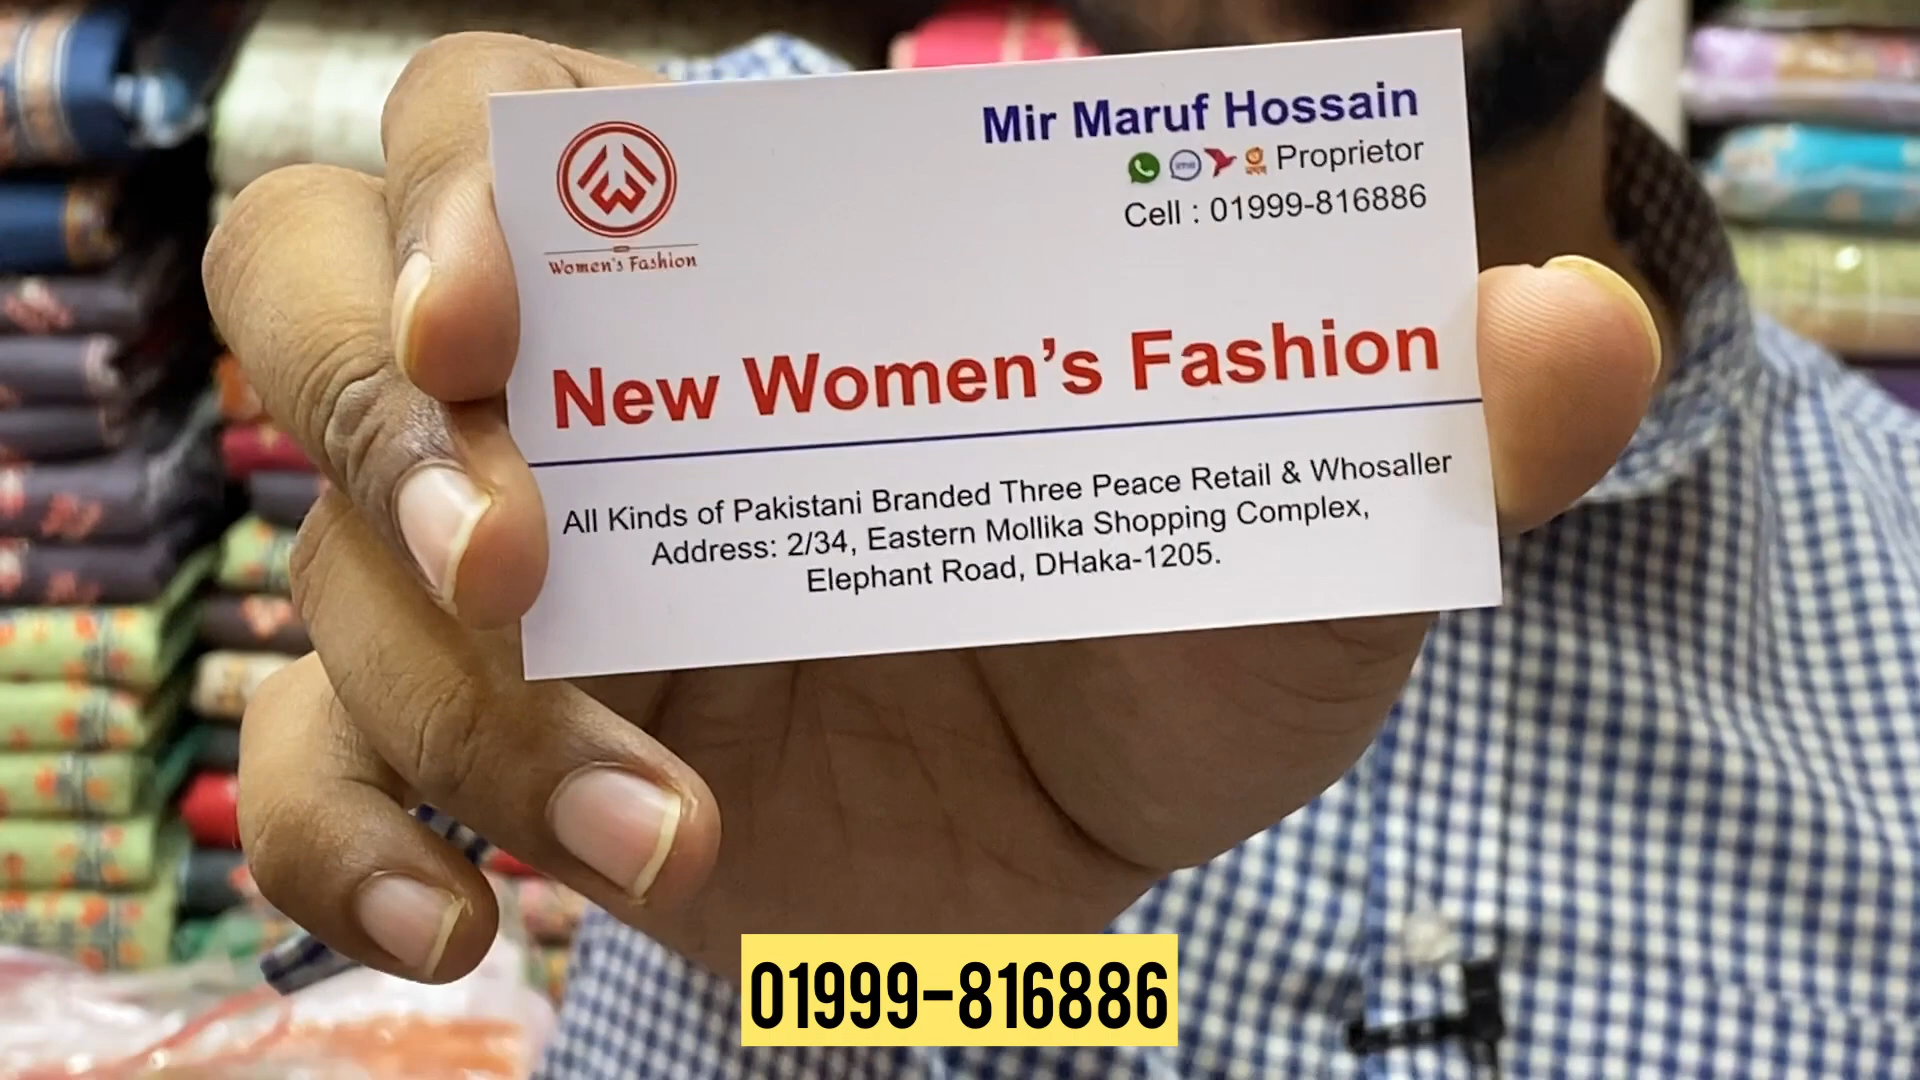 Mir Maruf Hossain
Proprietor
Cell : 01999-816886
Women's Fashion
New Women's Fashion
All Kinds of Pakistani Branded Three Peace Retail & Whosaller
Address: 2/34, Eastern Mollika Shopping Complex,
Elephant Road, DHaka-1205.
01999-816886